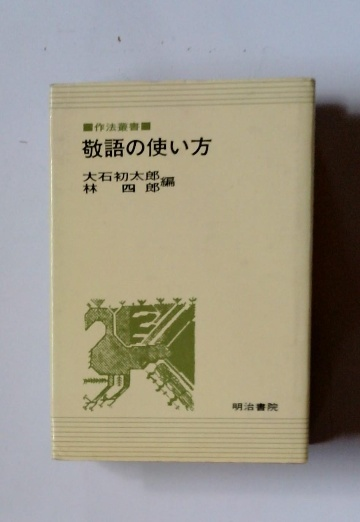 ■作法叢書■
敬語の使い方
大石初太郎
林四郎 編
明治書院